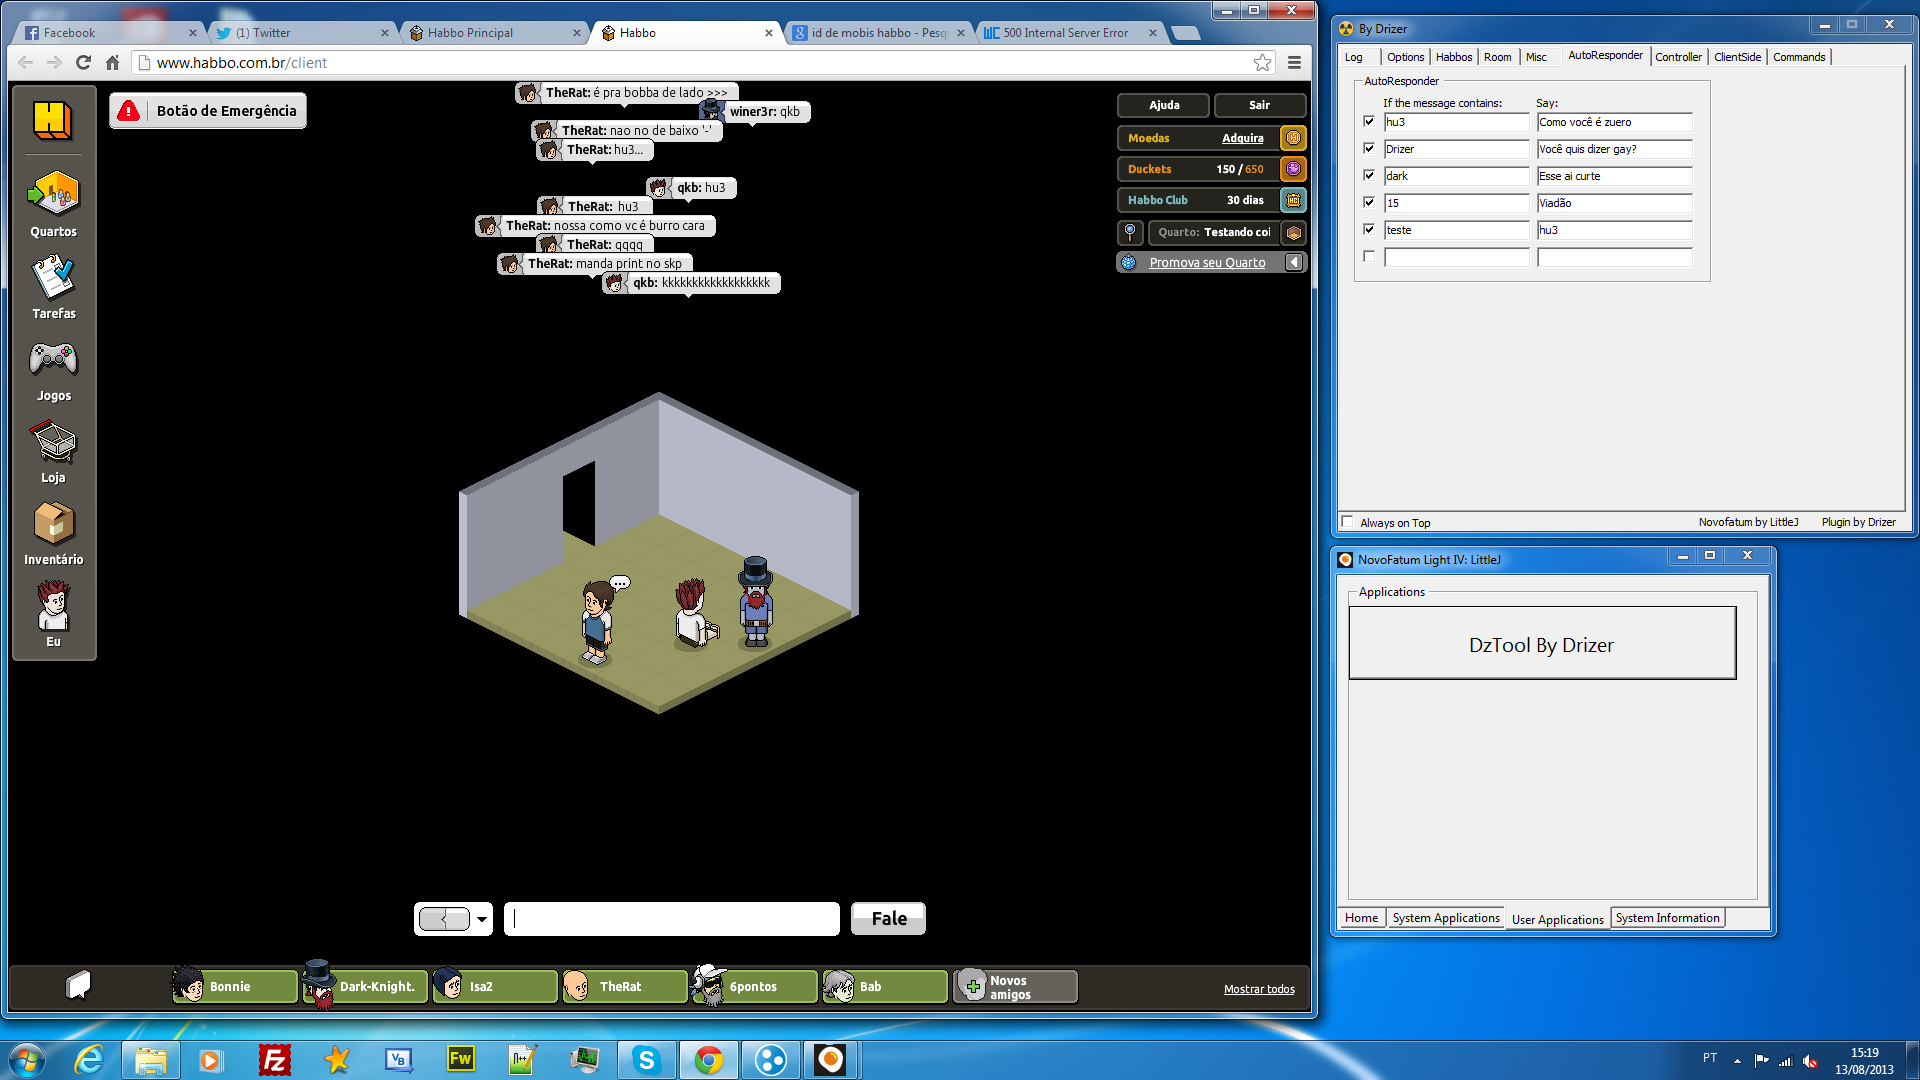 Facebook
(1) Twitter
Habbo Principal
Habbo
id de mobis habbo - Pesq
500 Internal Server Error
www.habbo.com.br/client
Botão de Emergência
TheRat: é pra bobba de lado >>>
winer3r: qkb
TheRat: nao no de baixo '-'
TheRat: hu3...
qkb: hu3
TheRat: hu3
TheRat: nossa como vc é burro cara
TheRat: qqqq
TheRat: manda print no skp
qkb: kkkkkkkkkkkkkkkkkk
Quartos
Tarefas
Jogos
Loja
Inventário
Eu
Ajuda
Sair
Moedas
Adquira
Duckets
150 / 650
Habbo Club
30 dias
Quarto: Testando coi
Promova seu Quarto
Fale
Bonnie
Dark-Knight.
Isa2
TheRat
6pontos
Bab
Novos
amigos
Mostrar todos
By Drizer
Log
Options
Habbos
Room
Misc
AutoResponder
Controller
ClientSide
Commands
AutoResponder
If the message contains:
Say:
hu3
Como você é zuero
Drizer
Você quis dizer gay?
dark
Esse ai curte
15
Viadão
teste
hu3
Always on Top
Novofatum by LittleJ
Plugin by Drizer
NovoFatum Light IV: LittleJ
Applications
DzTool By Drizer
Home
System Applications
User Applications
System Information
PT
15:19
13/08/2013